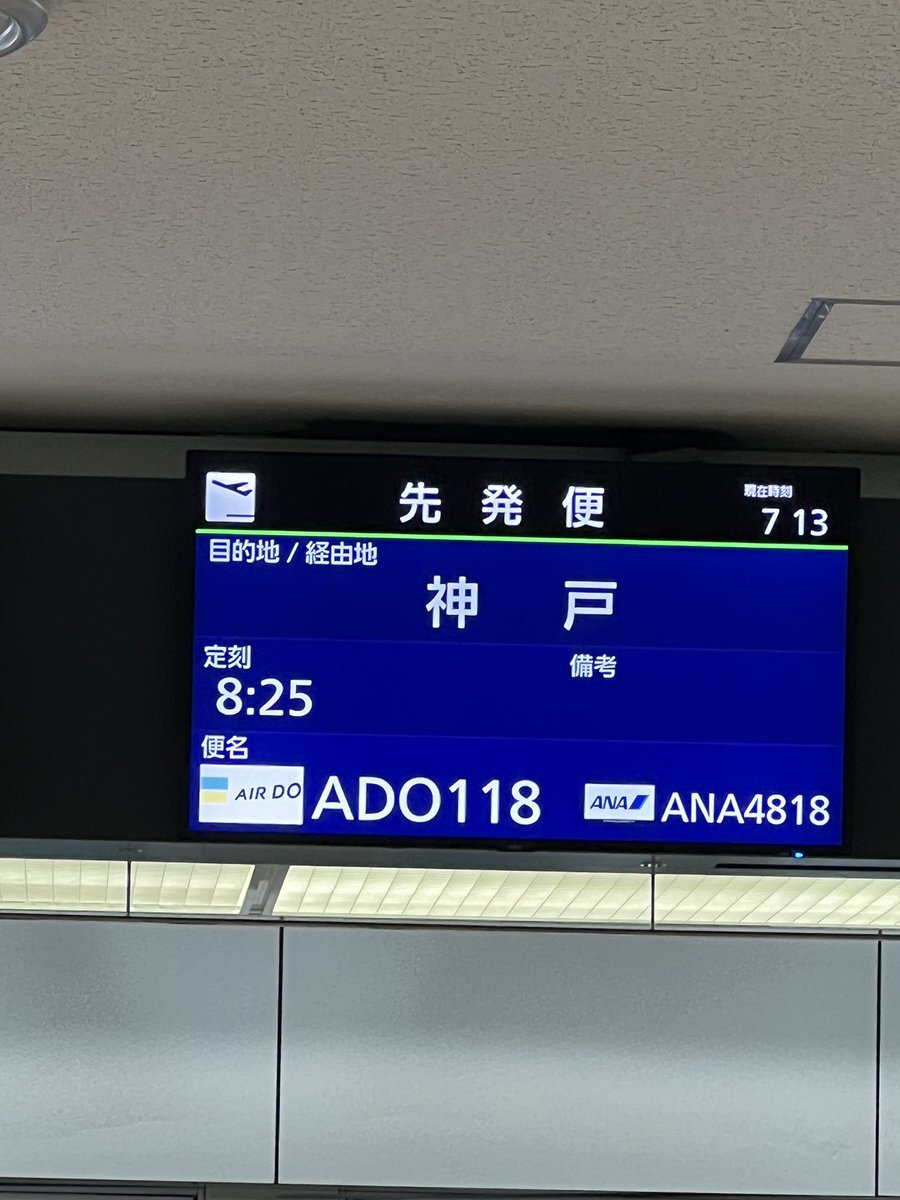 先発便
現在時刻
7 13
目的地 / 経由地
神戸
定刻
備考
8:25
便名
AIR DO ADO118 ANA ANA4818